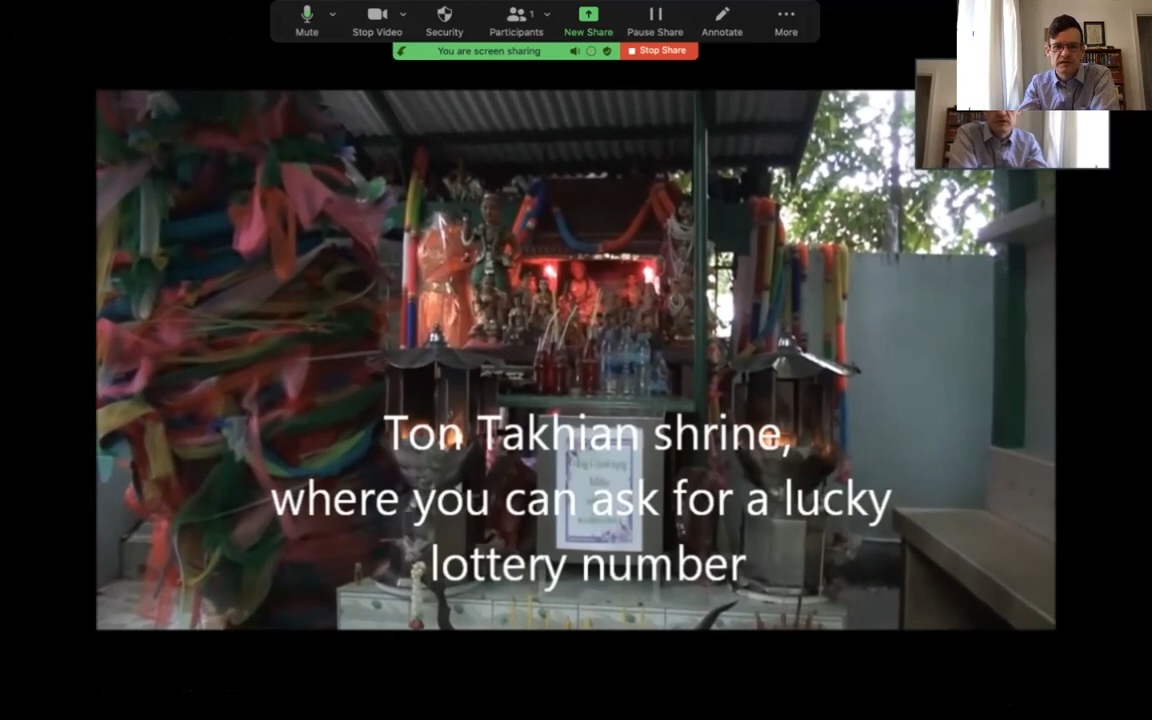 1
Mute
Stop Video
Security
Participants
New Share
Pause Share
Annotate
More
You are screen sharing
Stop Share
Ton Takhian shrine,
where you can ask for a lucky
lottery number